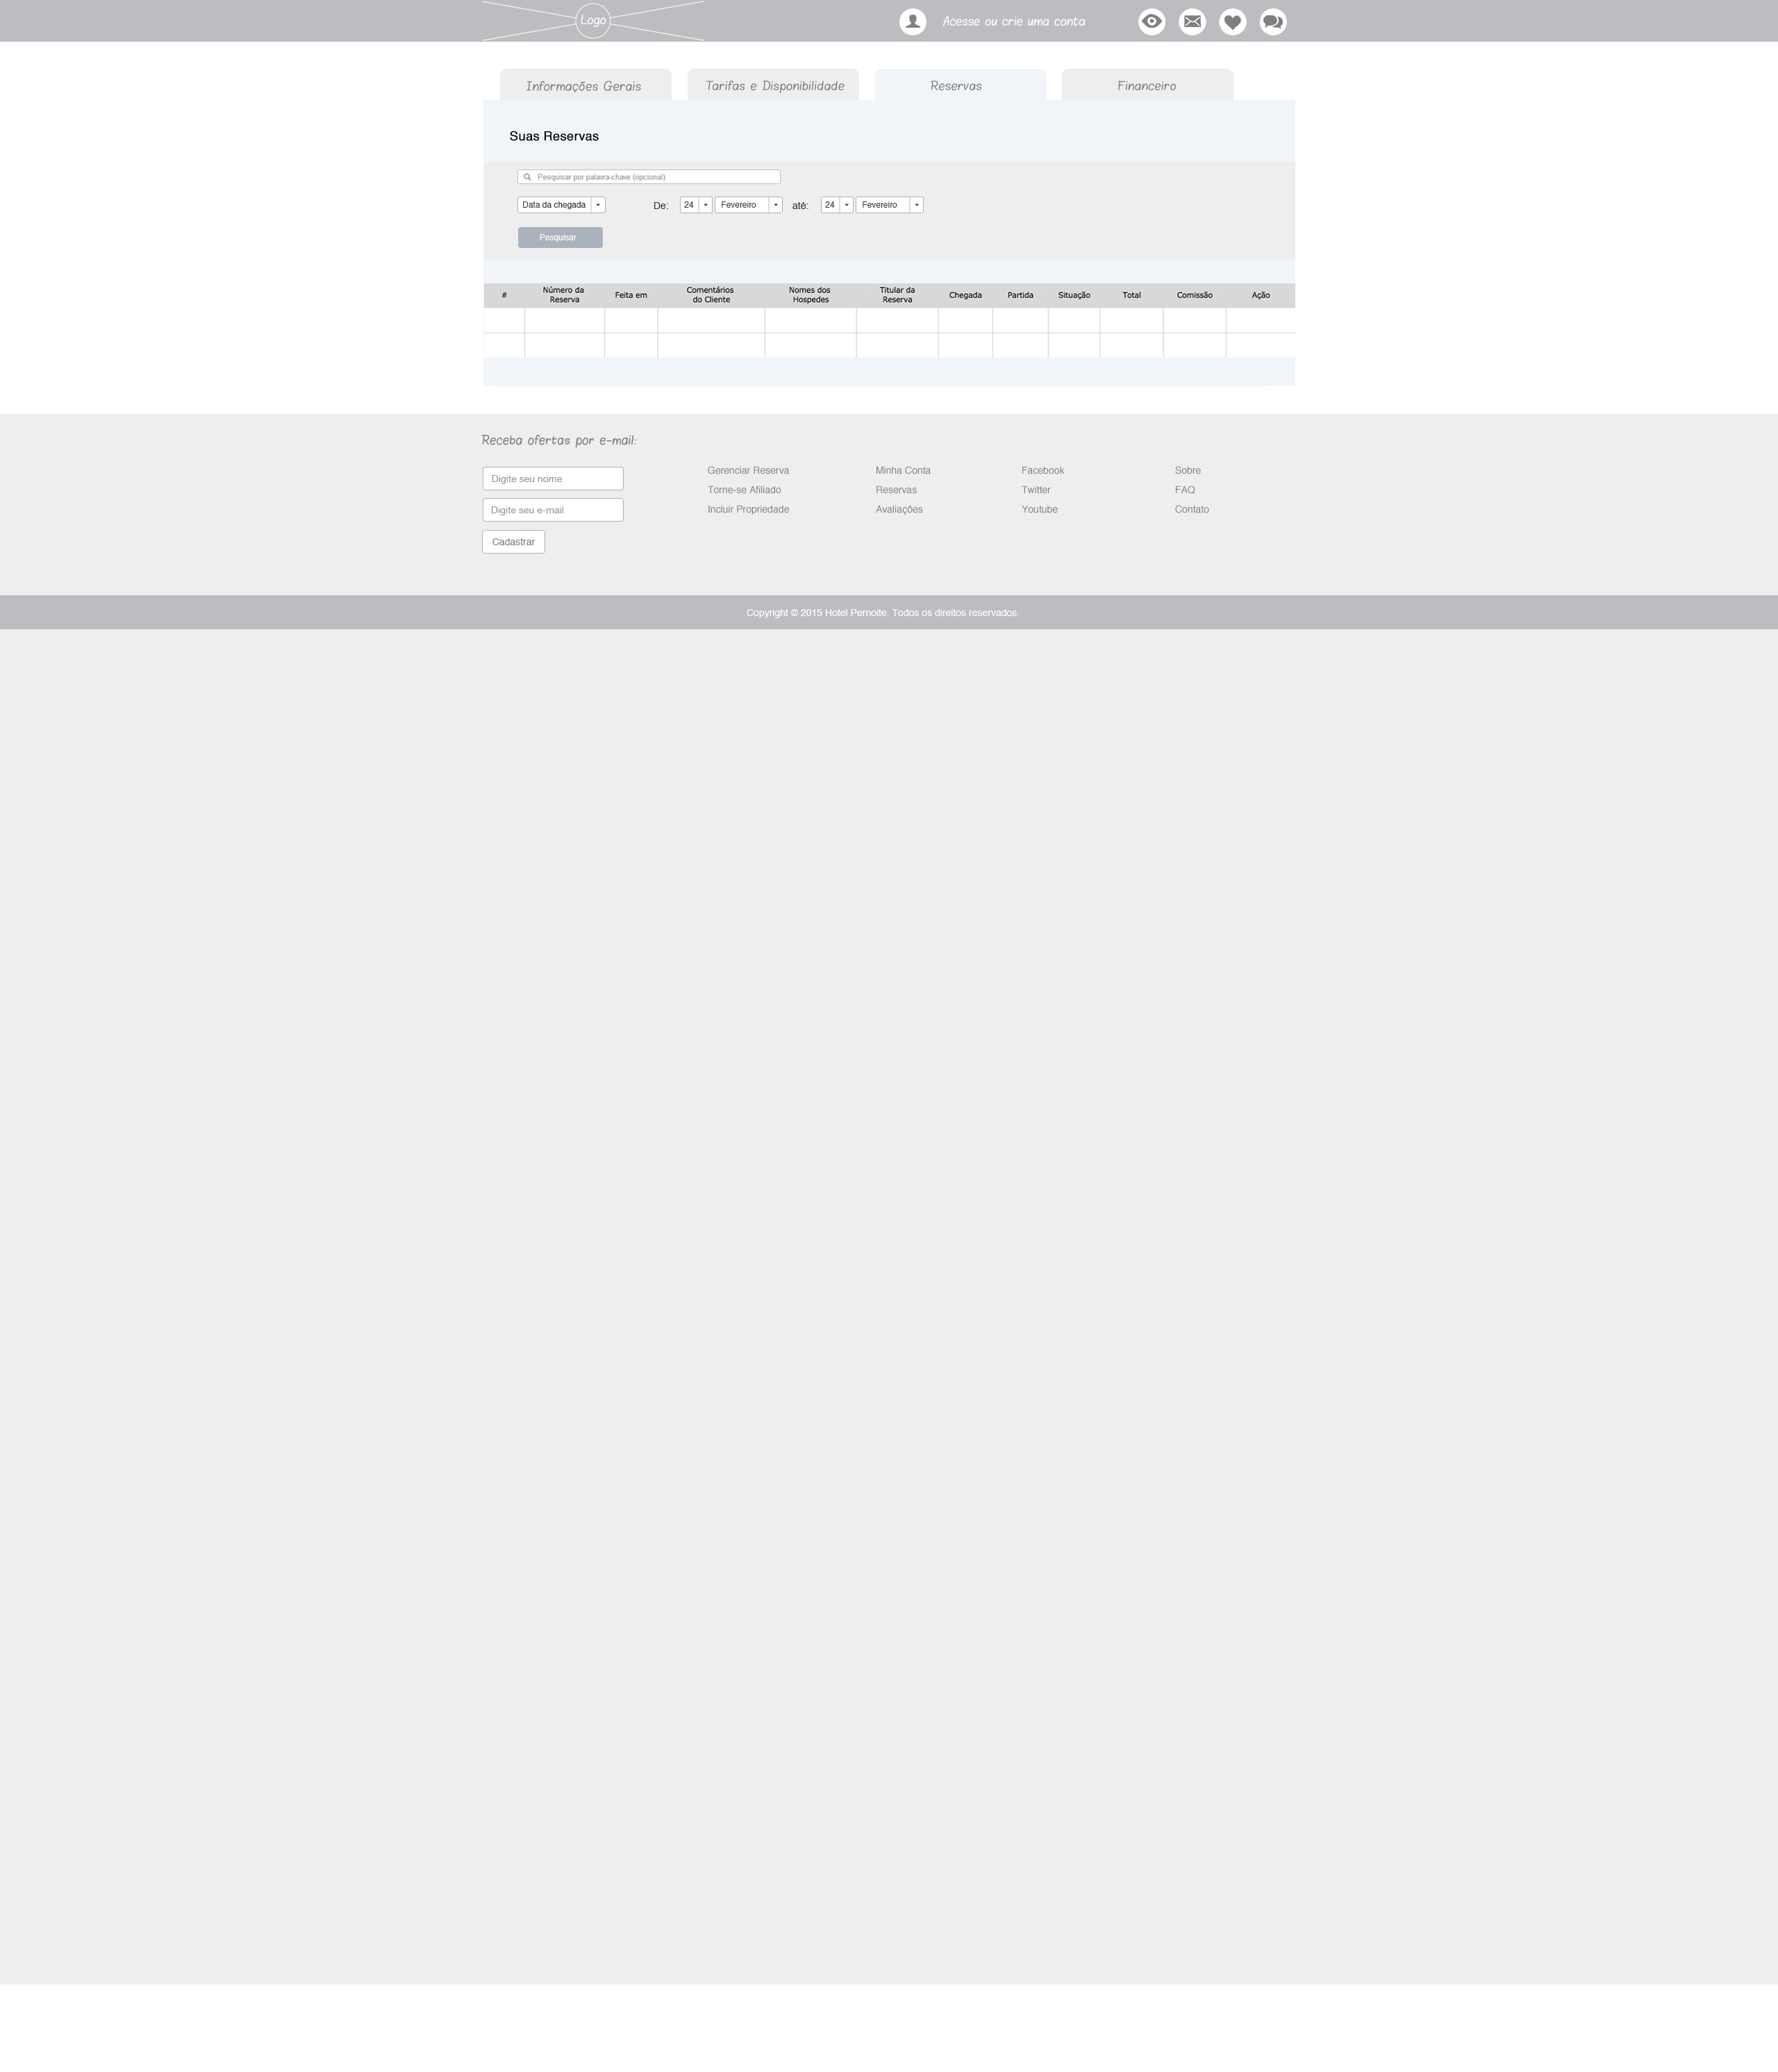 Logo
Acesse ou crie uma conta
Informações Gerais
Tarifas e Disponibilidade
Reservas
Financeiro
Suas Reservas
Pesquisar por palavra-chave (opcional)
Data da chegada
De:
24
Fevereiro
até:
24
Fevereiro
Pesquisar
#
Número da
Reserva
Feita em
Comentários
do Cliente
Nomes dos
Hospedes
Titular da
Reserva
Chegada
Partida
Situação
Total
Comissão
Ação
Receba ofertas por e-mail:
Digite seu nome
Digite seu e-mail
Cadastrar
Gerenciar Reserva
Torne-se Afiliado
Incluir Propriedade
Minha Conta
Reservas
Avaliações
Facebook
Twitter
Youtube
Sobre
FAQ
Contato
Copyright © 2015 Hotel Pernoite. Todos os direitos reservados.